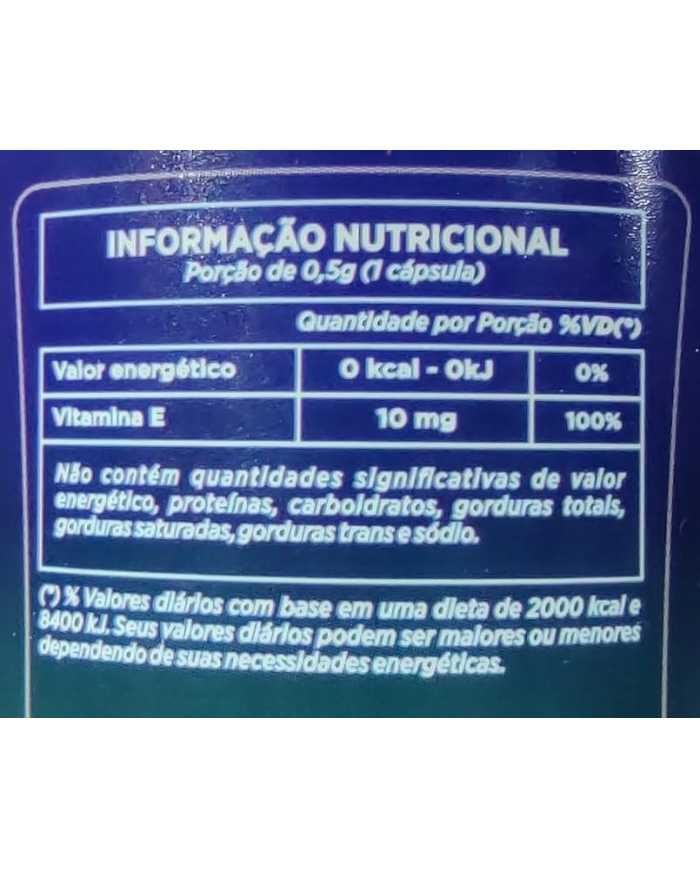 INFORMAÇÃO NUTRICIONAL
Porção de 0,5g (1 cápsula)
Quantidade por Porção %VD(*)
Valor energético 0 kcal - 0kJ 0%
Vitamina E 10 mg 100%
Não contém quantidades significativas de valor
energético, proteínas, carboidratos, gorduras totais,
gorduras saturadas, gorduras trans e sódio.
(*) % Valores diários com base em uma dieta de 2000 kcal e
8400 kJ. Seus valores diários podem ser maiores ou menores
dependendo de suas necessidades energéticas.